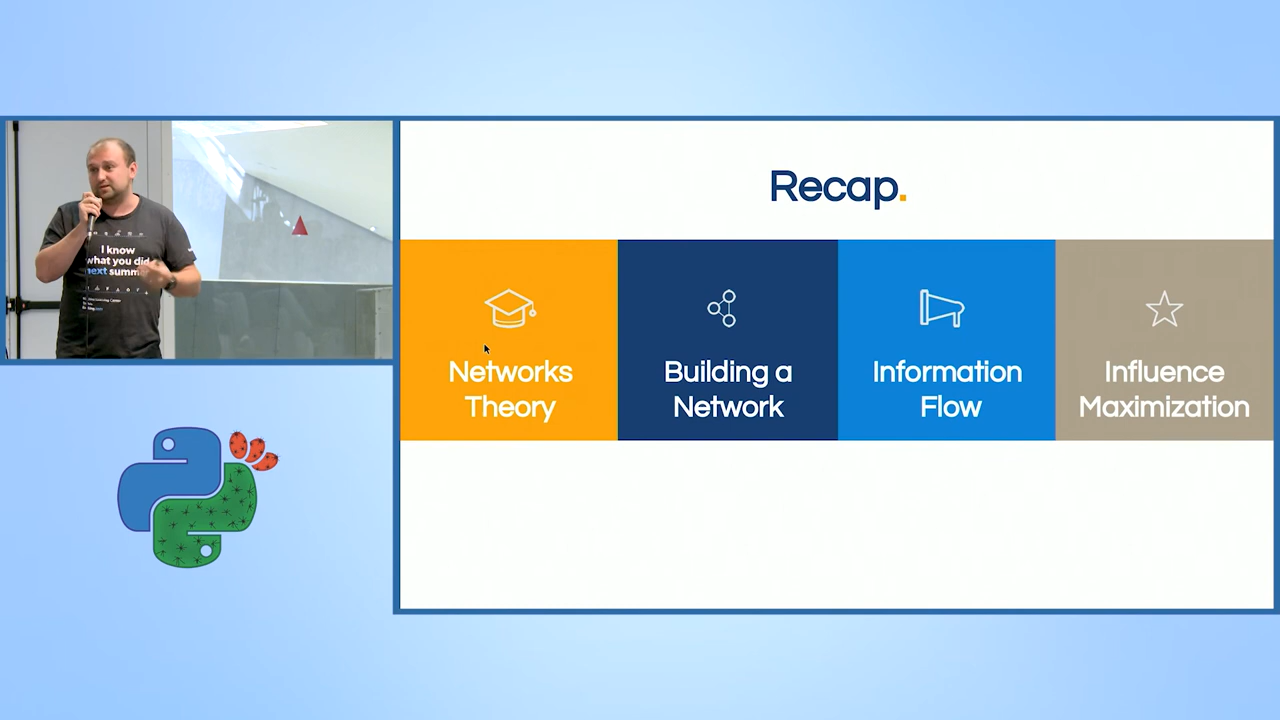 I know
what you did
next summ
Recap.
Networks
Theory
Building a
Network
Information
Flow
Influence
Maximization